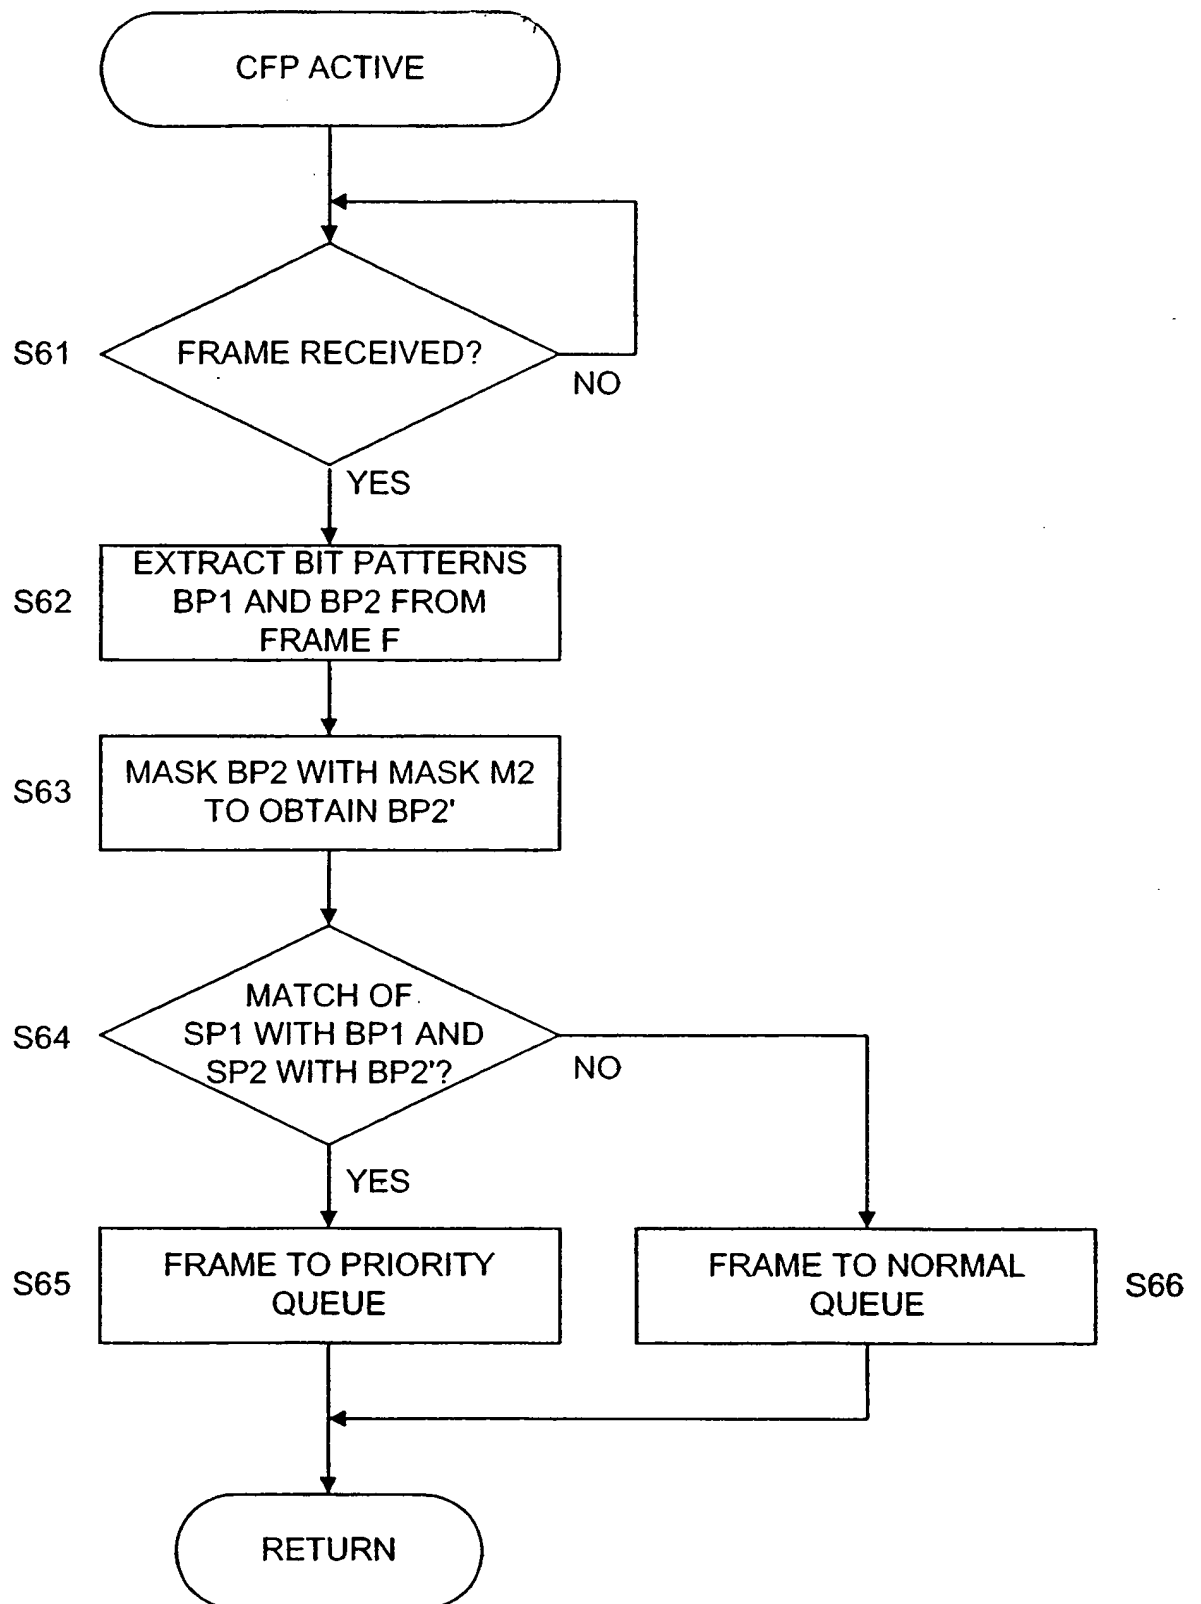 CFP ACTIVE
S61
FRAME RECEIVED?
NO
YES
S62
EXTRACT BIT PATTERNS
BP1 AND BP2 FROM
FRAME F
S63
MASK BP2 WITH MASK M2
TO OBTAIN BP2'
S64
MATCH OF
SP1 WITH BP1 AND
SP2 WITH BP2'?
NO
YES
S65
FRAME TO PRIORITY
QUEUE
FRAME TO NORMAL
QUEUE
S66
RETURN